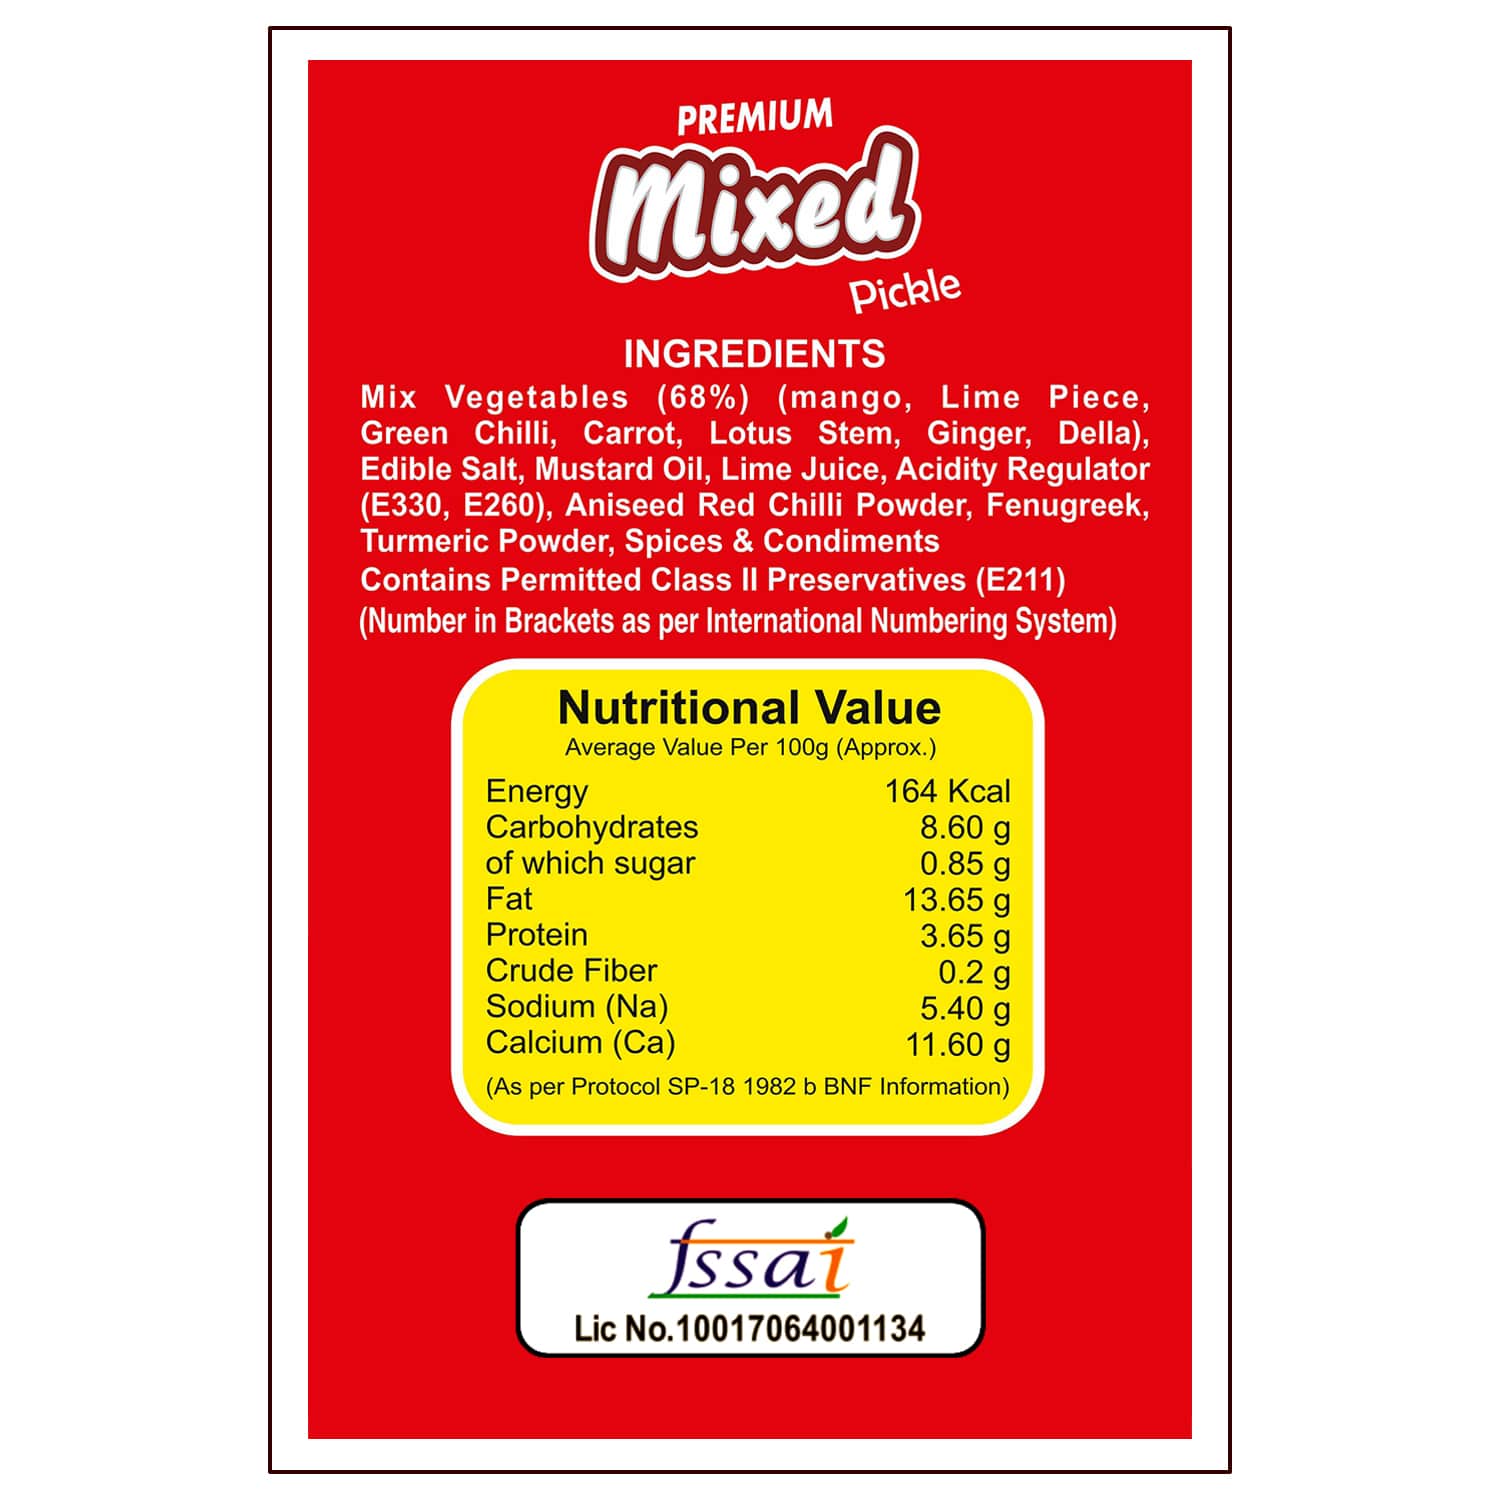 PREMIUM
Mixed
Pickle
INGREDIENTS
Mix Vegetables (68%) (mango, Lime Piece,
Green Chilli, Carrot, Lotus Stem, Ginger, Della),
Edible Salt, Mustard Oil, Lime Juice, Acidity Regulator
(E330, E260), Aniseed Red Chilli Powder, Fenugreek,
Turmeric Powder, Spices & Condiments
Contains Permitted Class II Preservatives (E211)
(Number in Brackets as per International Numbering System)
Nutritional Value
Average Value Per 100g (Approx.)
Energy 164 Kcal
Carbohydrates 8.60 g
of which sugar 0.85 g
Fat 13.65 g
Protein 3.65 g
Crude Fiber 0.2 g
Sodium (Na) 5.40 g
Calcium (Ca) 11.60 g
(As per Protocol SP-18 1982 b BNF Information)
fssai
Lic No.10017064001134